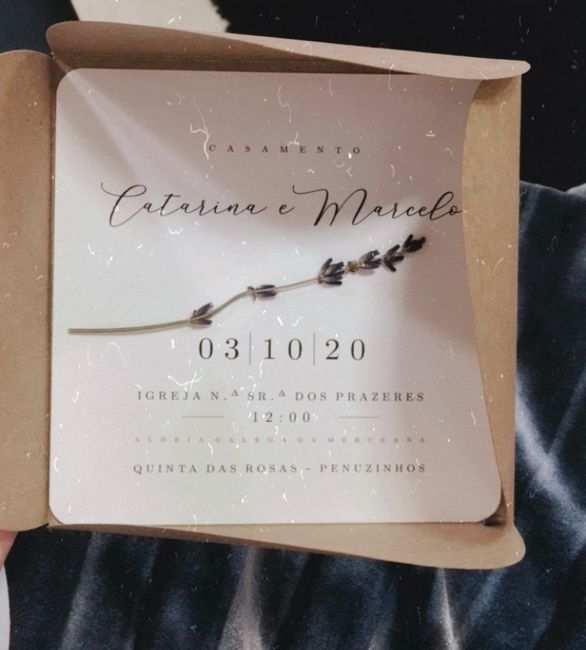 CASAMENTO
Catarina e Marcelo
03|10|20
IGREJA N.ª SR.ª DOS PRAZERES
12:00
ALDEIA GALEGA DA MERCEANA
QUINTA DAS ROSAS - PENUZINHOS